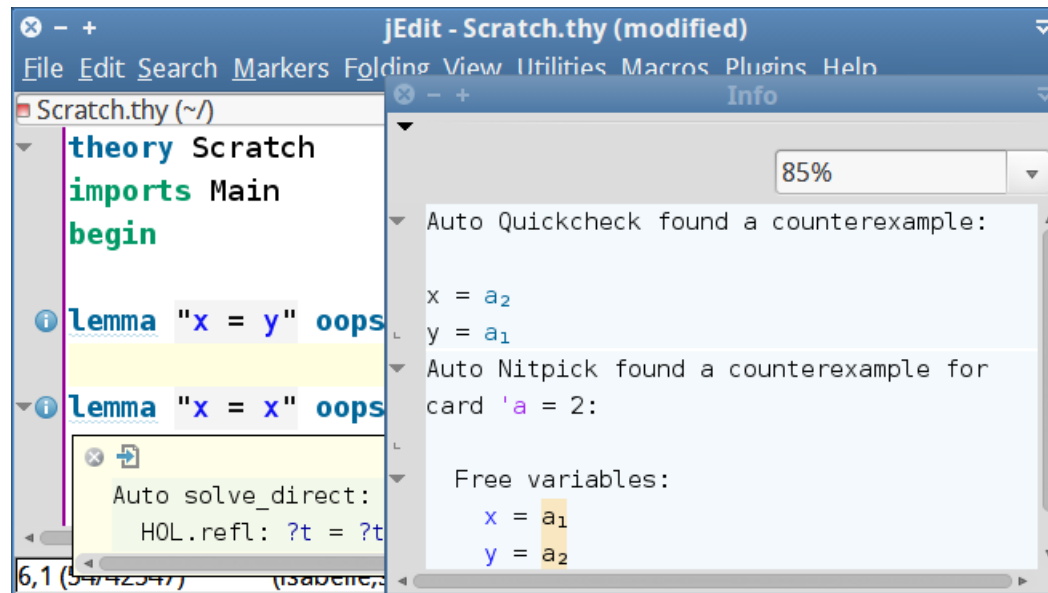 jEdit - Scratch.thy (modified)
File Edit Search Markers Folding View Utilities Macros Plugins Help
Scratch.thy (~/)
theory Scratch
imports Main
begin
lemma "x = y" oops
lemma "x = x" oops
Auto solve_direct:
HOL.refl: ?t = ?t
6,1 (54/42547)
Info
85%
Auto Quickcheck found a counterexample:
x = a₂
y = a₁
Auto Nitpick found a counterexample for
card 'a = 2:
Free variables:
x = a₁
y = a₂